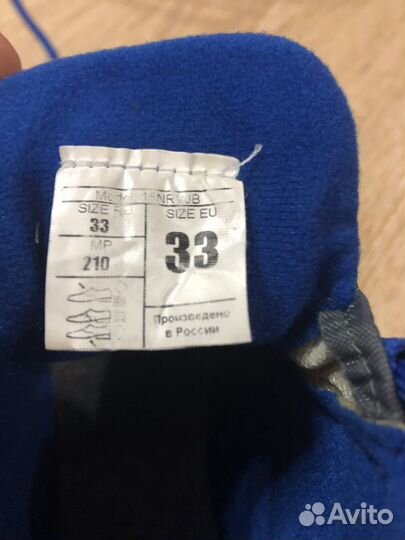 SIZE RU
33
MP
210
SIZE EU
33
Произведено
в России
Avito